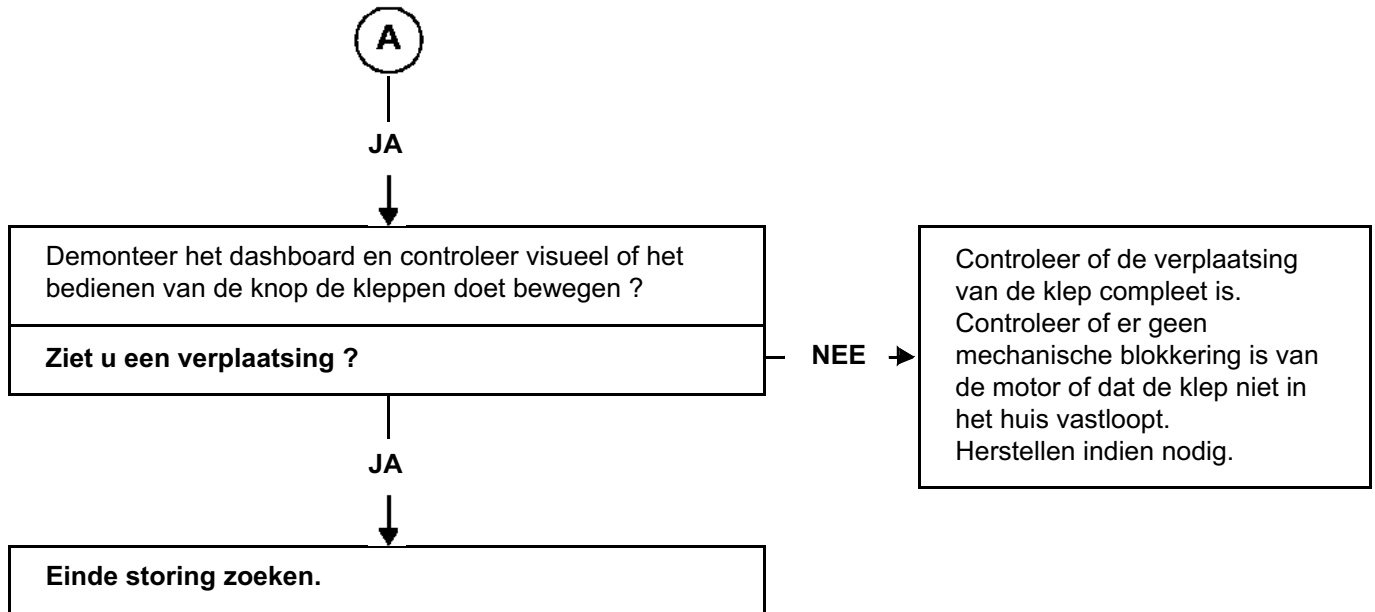 A
JA
Demonteer het dashboard en controleer visueel of het
bedienen van de knop de kleppen doet bewegen ?
Ziet u een verplaatsing ?
NEE
Controleer of de verplaatsing
van de klep compleet is.
Controleer of er geen
mechanische blokkering is van
de motor of dat de klep niet in
het huis vastloopt.
Herstellen indien nodig.
JA
Einde storing zoeken.